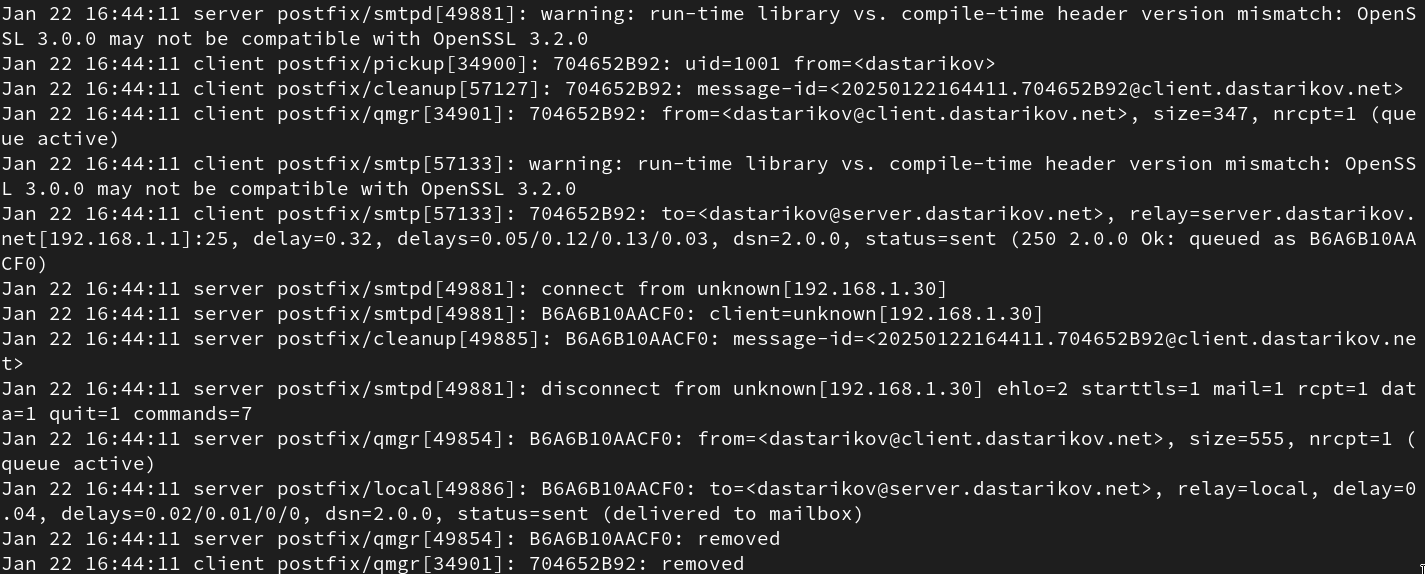 Jan 22 16:44:11 server postfix/smtpd[49881]: warning: run-time library vs. compile-time header version mismatch: OpenS
SL 3.0.0 may not be compatible with OpenSSL 3.2.0
Jan 22 16:44:11 client postfix/pickup[34900]: 704652B92: uid=1001 from=<dastarikov>
Jan 22 16:44:11 client postfix/cleanup[57127]: 704652B92: message-id=<20250122164411.704652B92@client.dastarikov.net>
Jan 22 16:44:11 client postfix/qmgr[34901]: 704652B92: from=<dastarikov@client.dastarikov.net>, size=347, nrcpt=1 (que
ue active)
Jan 22 16:44:11 client postfix/smtp[57133]: warning: run-time library vs. compile-time header version mismatch: OpenSS
L 3.0.0 may not be compatible with OpenSSL 3.2.0
Jan 22 16:44:11 client postfix/smtp[57133]: 704652B92: to=<dastarikov@server.dastarikov.net>, relay=server.dastarikov.
net[192.168.1.1]:25, delay=0.32, delays=0.05/0.12/0.13/0.03, dsn=2.0.0, status=sent (250 2.0.0 Ok: queued as B6A6B10AA
CF0)
Jan 22 16:44:11 server postfix/smtpd[49881]: connect from unknown[192.168.1.30]
Jan 22 16:44:11 server postfix/smtpd[49881]: B6A6B10AACF0: client=unknown[192.168.1.30]
Jan 22 16:44:11 server postfix/cleanup[49885]: B6A6B10AACF0: message-id=<20250122164411.704652B92@client.dastarikov.ne
t>
Jan 22 16:44:11 server postfix/smtpd[49881]: disconnect from unknown[192.168.1.30] ehlo=2 starttls=1 mail=1 rcpt=1 dat
a=1 quit=1 commands=7
Jan 22 16:44:11 server postfix/qmgr[49854]: B6A6B10AACF0: from=<dastarikov@client.dastarikov.net>, size=555, nrcpt=1 (
queue active)
Jan 22 16:44:11 server postfix/local[49886]: B6A6B10AACF0: to=<dastarikov@server.dastarikov.net>, relay=local, delay=0
.04, delays=0.02/0.01/0/0, dsn=2.0.0, status=sent (delivered to mailbox)
Jan 22 16:44:11 server postfix/qmgr[49854]: B6A6B10AACF0: removed
Jan 22 16:44:11 client postfix/qmgr[34901]: 704652B92: removed